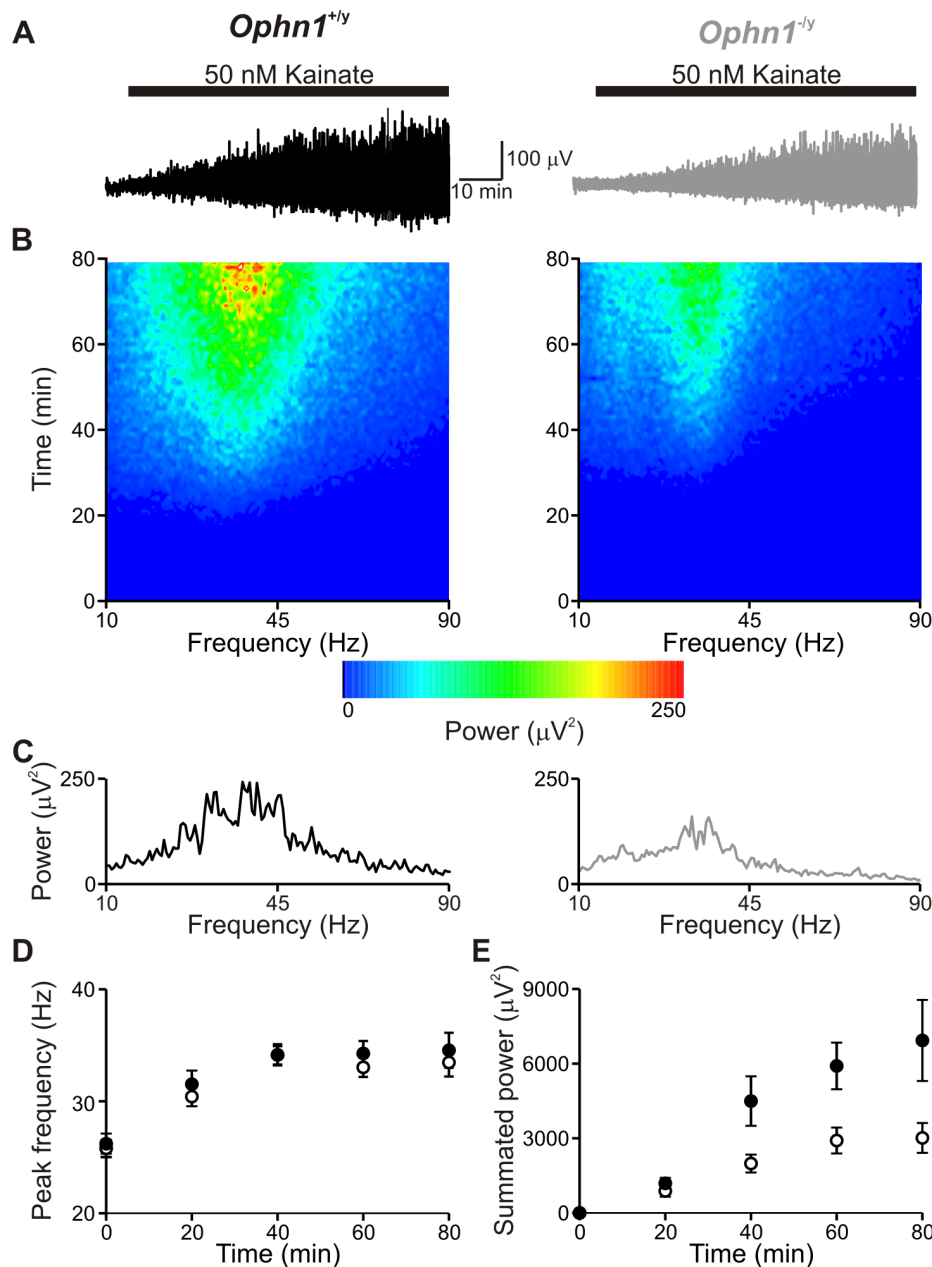 A
Ophn1+/y
Ophn1-/y
50 nM Kainate
50 nM Kainate
100 μV
10 min
B
80
60
40
20
0
Time (min)
10
45
90
Frequency (Hz)
80
60
40
20
0
10
45
90
Frequency (Hz)
0
250
Power (μV²)
C
250
0
Power (μV²)
10
45
90
Frequency (Hz)
250
0
10
45
90
Frequency (Hz)
D
40
30
20
Peak frequency (Hz)
0
20
40
60
80
Time (min)
E
9000
6000
3000
0
Summated power (μV²)
0
20
40
60
80
Time (min)